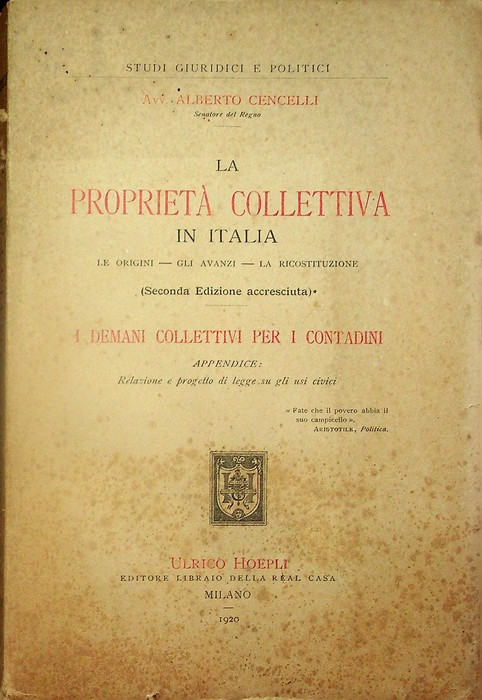 STUDI GIURIDICI E POLITICI
Avv. ALBERTO CENCELLI
Senatore del Regno
LA
PROPRIETÀ COLLETTIVA
IN ITALIA
LE ORIGINI — GLI AVANZI — LA RICOSTITUZIONE
(Seconda Edizione accresciuta)
I DEMANI COLLETTIVI PER I CONTADINI
APPENDICE:
Relazione e progetto di legge su gli usi civici
« Fate che il povero abbia il
suo campicello ».
ARISTOTILE, Politica.
ULRICO HOEPLI
EDITORE LIBRAIO DELLA REAL CASA
MILANO
1920